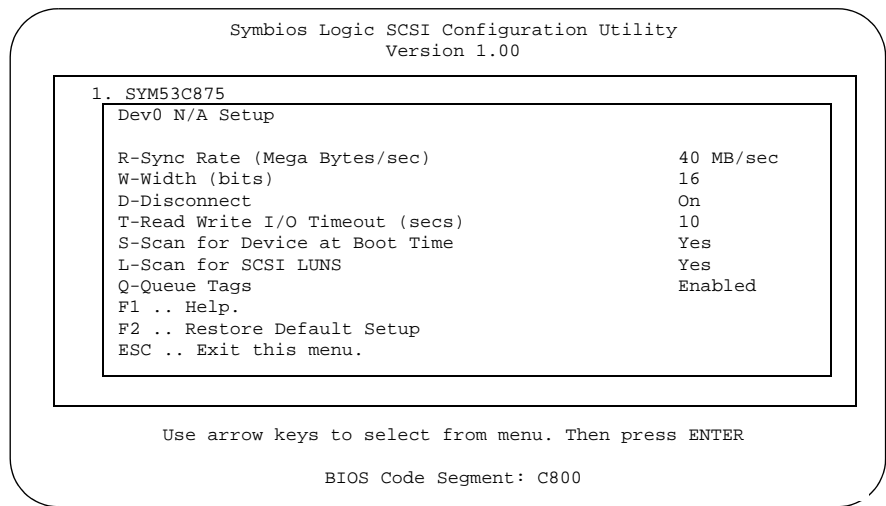 Symbios Logic SCSI Configuration Utility
Version 1.00
1. SYM53C875
Dev0 N/A Setup
R-Sync Rate (Mega Bytes/sec) 40 MB/sec
W-Width (bits) 16
D-Disconnect On
T-Read Write I/O Timeout (secs) 10
S-Scan for Device at Boot Time Yes
L-Scan for SCSI LUNS Yes
Q-Queue Tags Enabled
F1 .. Help.
F2 .. Restore Default Setup
ESC .. Exit this menu.
Use arrow keys to select from menu. Then press ENTER
BIOS Code Segment: C800